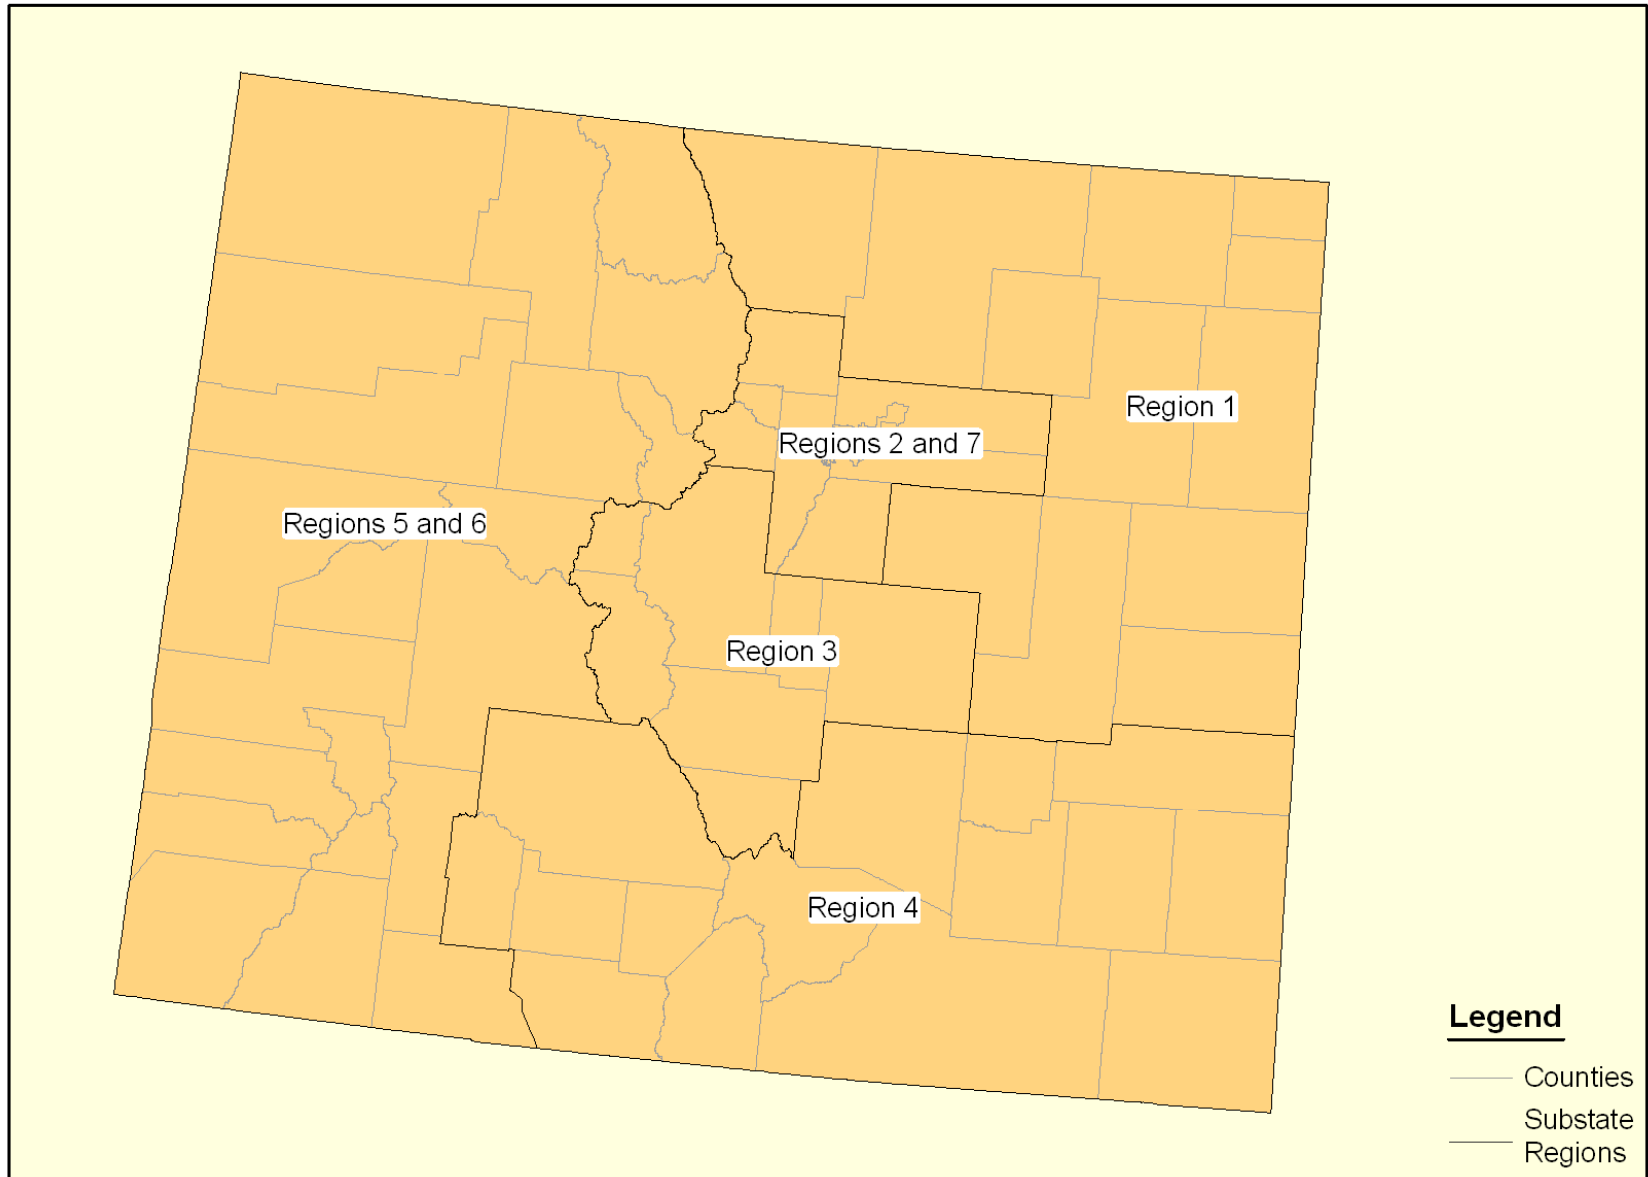 Region 1
Regions 2 and 7
Regions 5 and 6
Region 3
Region 4
Legend
Counties
Substate
Regions